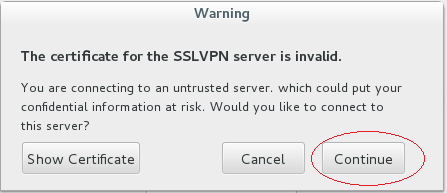 Warning
The certificate for the SSLVPN server is invalid.
You are connecting to an untrusted server. which could put your
confidential information at risk. Would you like to connect to
this server?
Show Certificate Cancel Continue